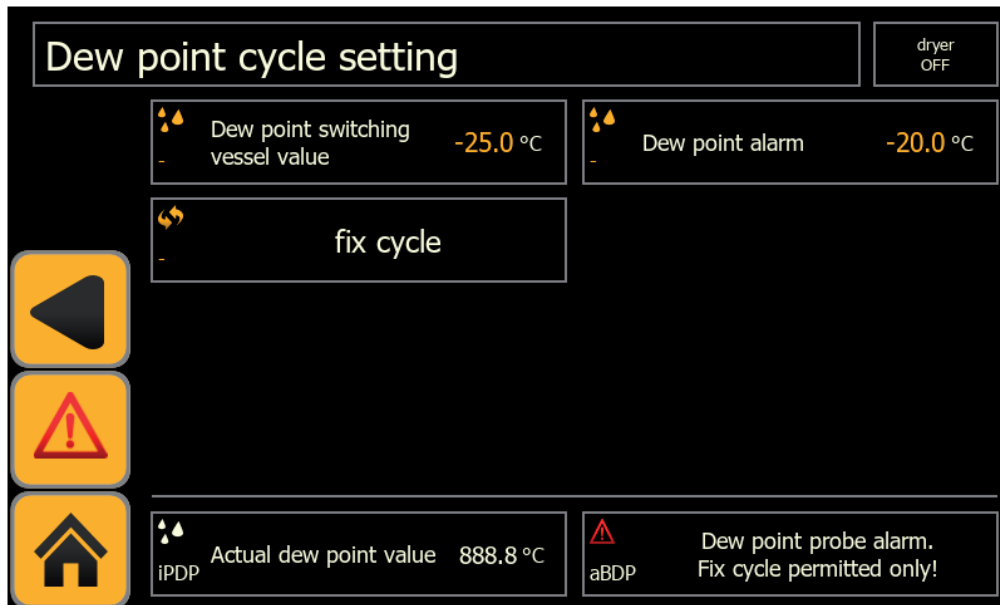 Dew point cycle setting
dryer
OFF
Dew point switching
vessel value
-25.0 °C
-
Dew point alarm
-20.0 °C
-
fix cycle
-
Actual dew point value
888.8 °C
iPDP
Dew point probe alarm.
Fix cycle permitted only!
aBDP